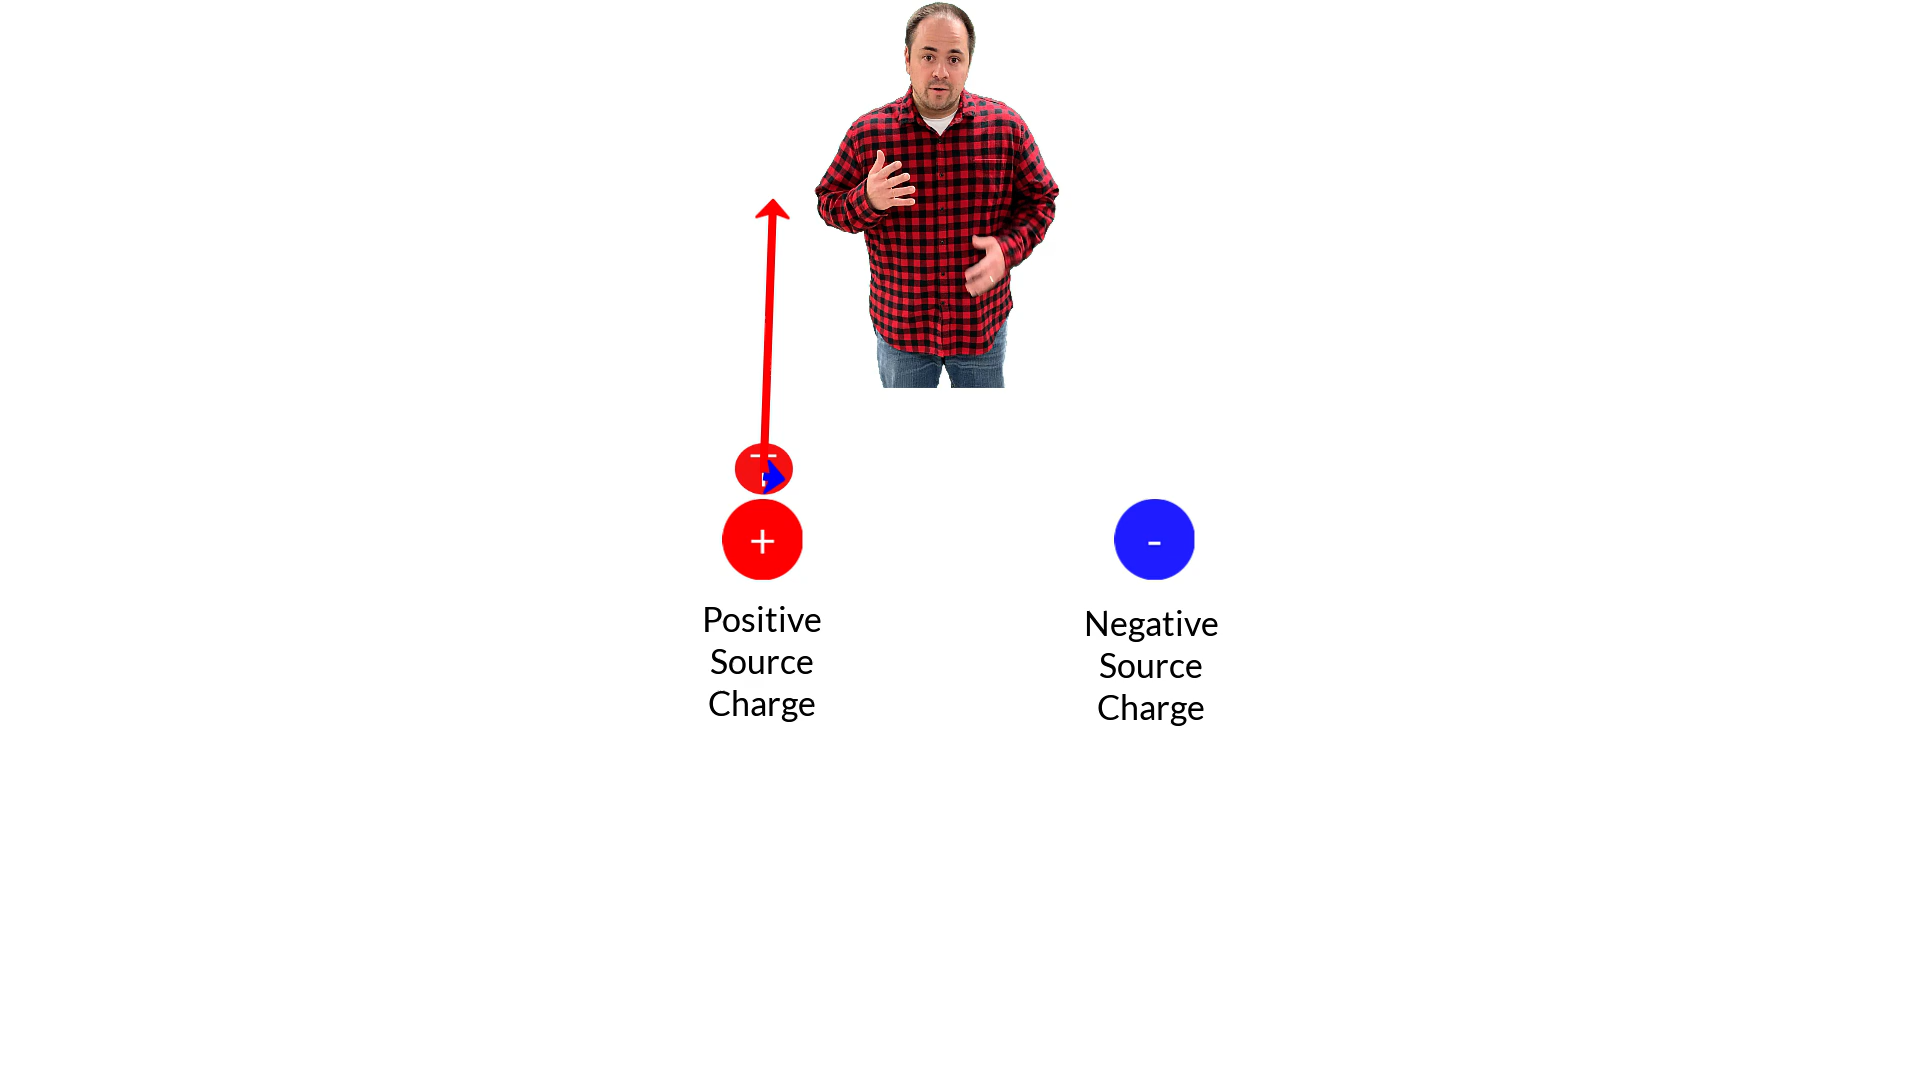 +
-
Positive
Source
Charge
Negative
Source
Charge